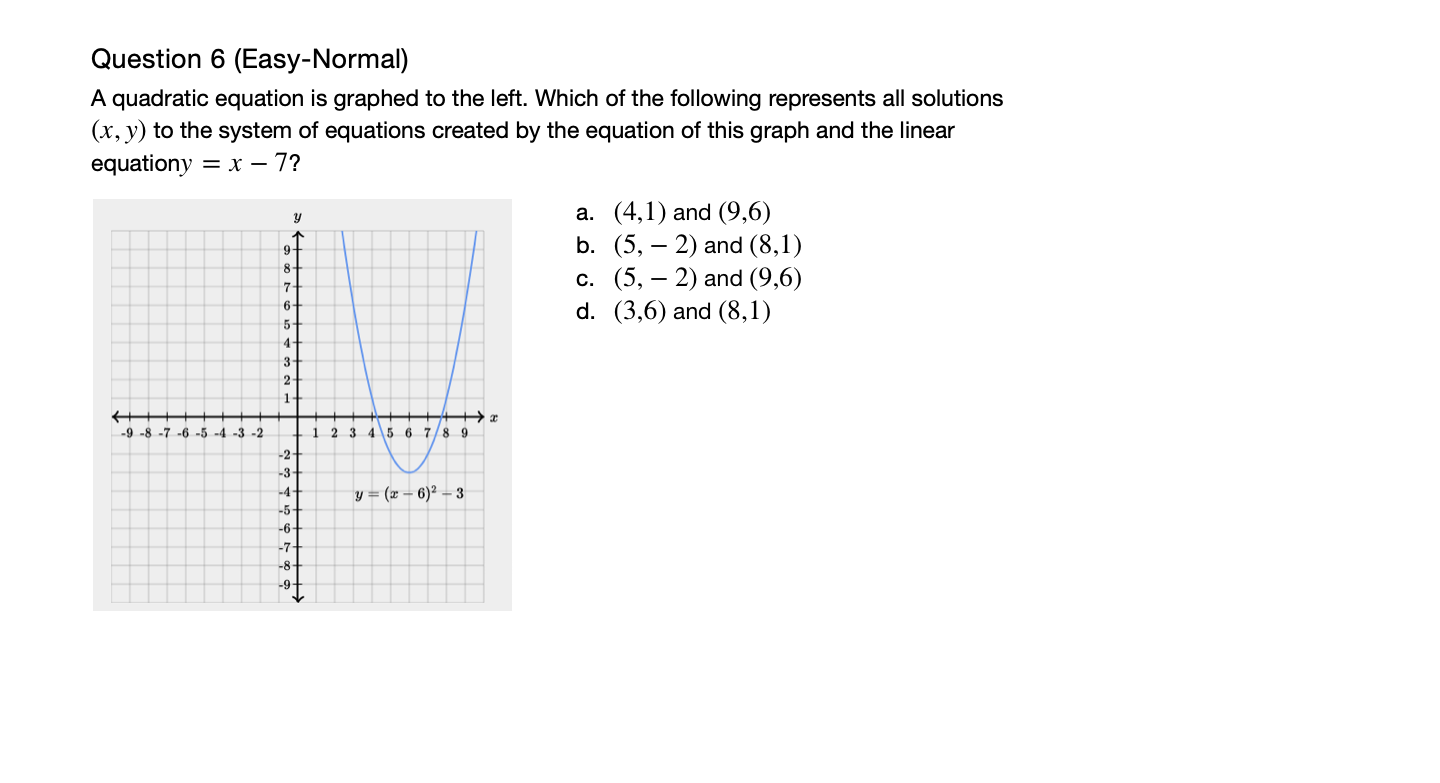 Question 6 (Easy-Normal)
A quadratic equation is graphed to the left. Which of the following represents all solutions
(x, y) to the system of equations created by the equation of this graph and the linear
equationy = x − 7?
a. (4,1) and (9,6)
b. (5, − 2) and (8,1)
c. (5, − 2) and (9,6)
d. (3,6) and (8,1)
y
9
8
7
6
5
4
3
2
1
x
-9 -8 -7 -6 -5 -4 -3 -2 1 2 3 4 5 6 7 8 9
-2
-3
-4
y = (x − 6)² − 3
-5
-6
-7
-8
-9